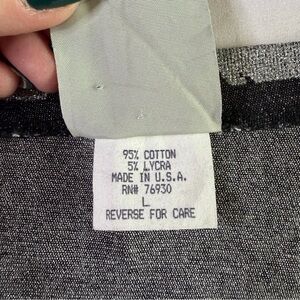 95% COTTON
5% LYCRA
MADE IN U.S.A.
RN# 76930
L
REVERSE FOR CARE